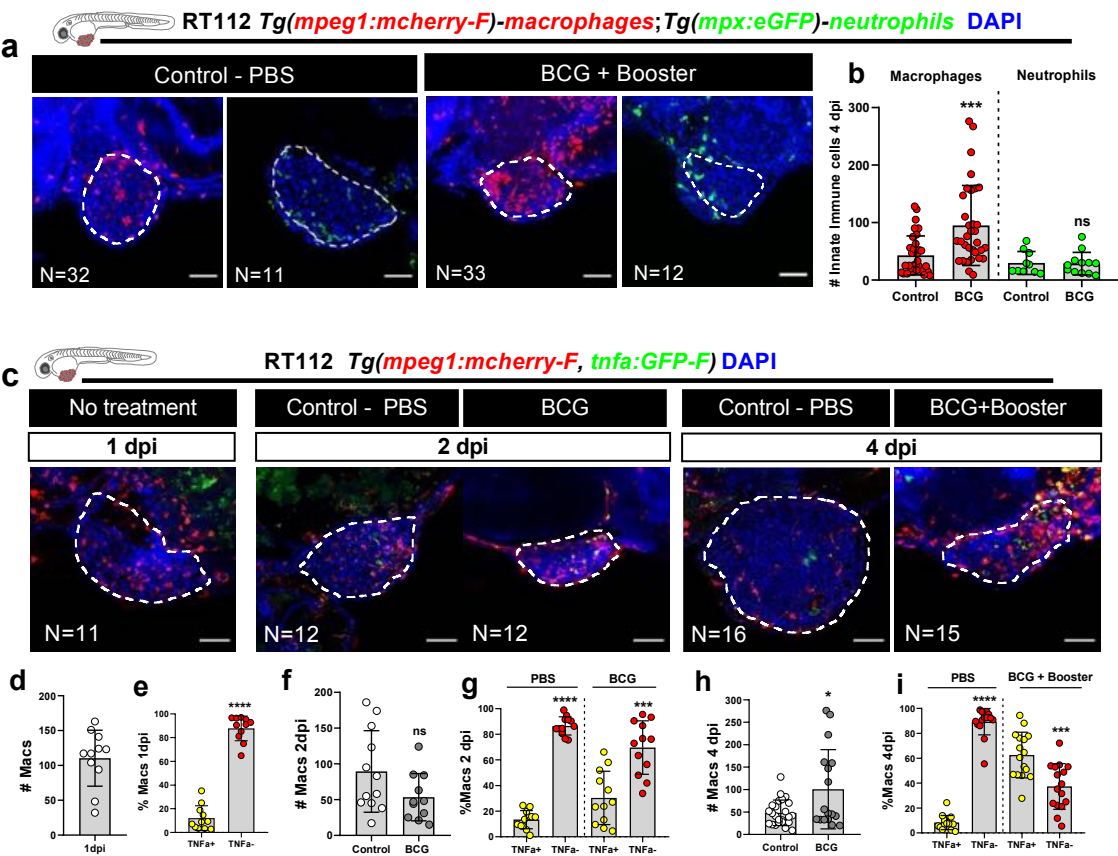 RT112 Tg(mpeg1:mcherry-F)-macrophages;Tg(mpx:eGFP)-neutrophils DAPI
a
Control - PBS
BCG + Booster
N=32
N=11
N=33
N=12
b
Macrophages
Neutrophils
# Innate Immune cells 4 dpi
300
200
100
0
***
ns
Control
BCG
Control
BCG
c
RT112 Tg(mpeg1:mcherry-F, tnfa:GFP-F) DAPI
No treatment
Control - PBS
BCG
Control - PBS
BCG+Booster
1 dpi
2 dpi
4 dpi
N=11
N=12
N=12
N=16
N=15
d
# Macs
200
150
100
50
0
1dpi
e
% Macs 1dpi
100
80
60
40
20
0
****
TNFa+
TNFa-
f
# Macs 2dpi
200
150
100
50
0
ns
Control
BCG
g
PBS
BCG
%Macs 2 dpi
100
80
60
40
20
0
****
***
TNFa+
TNFa-
TNFa+
TNFa-
h
# Macs 4 dpi
300
250
200
150
100
50
0
*
Control
BCG
i
PBS
BCG + Booster
%Macs 4dpi
100
80
60
40
20
0
****
***
TNFa+
TNFa-
TNFa+
TNFa-